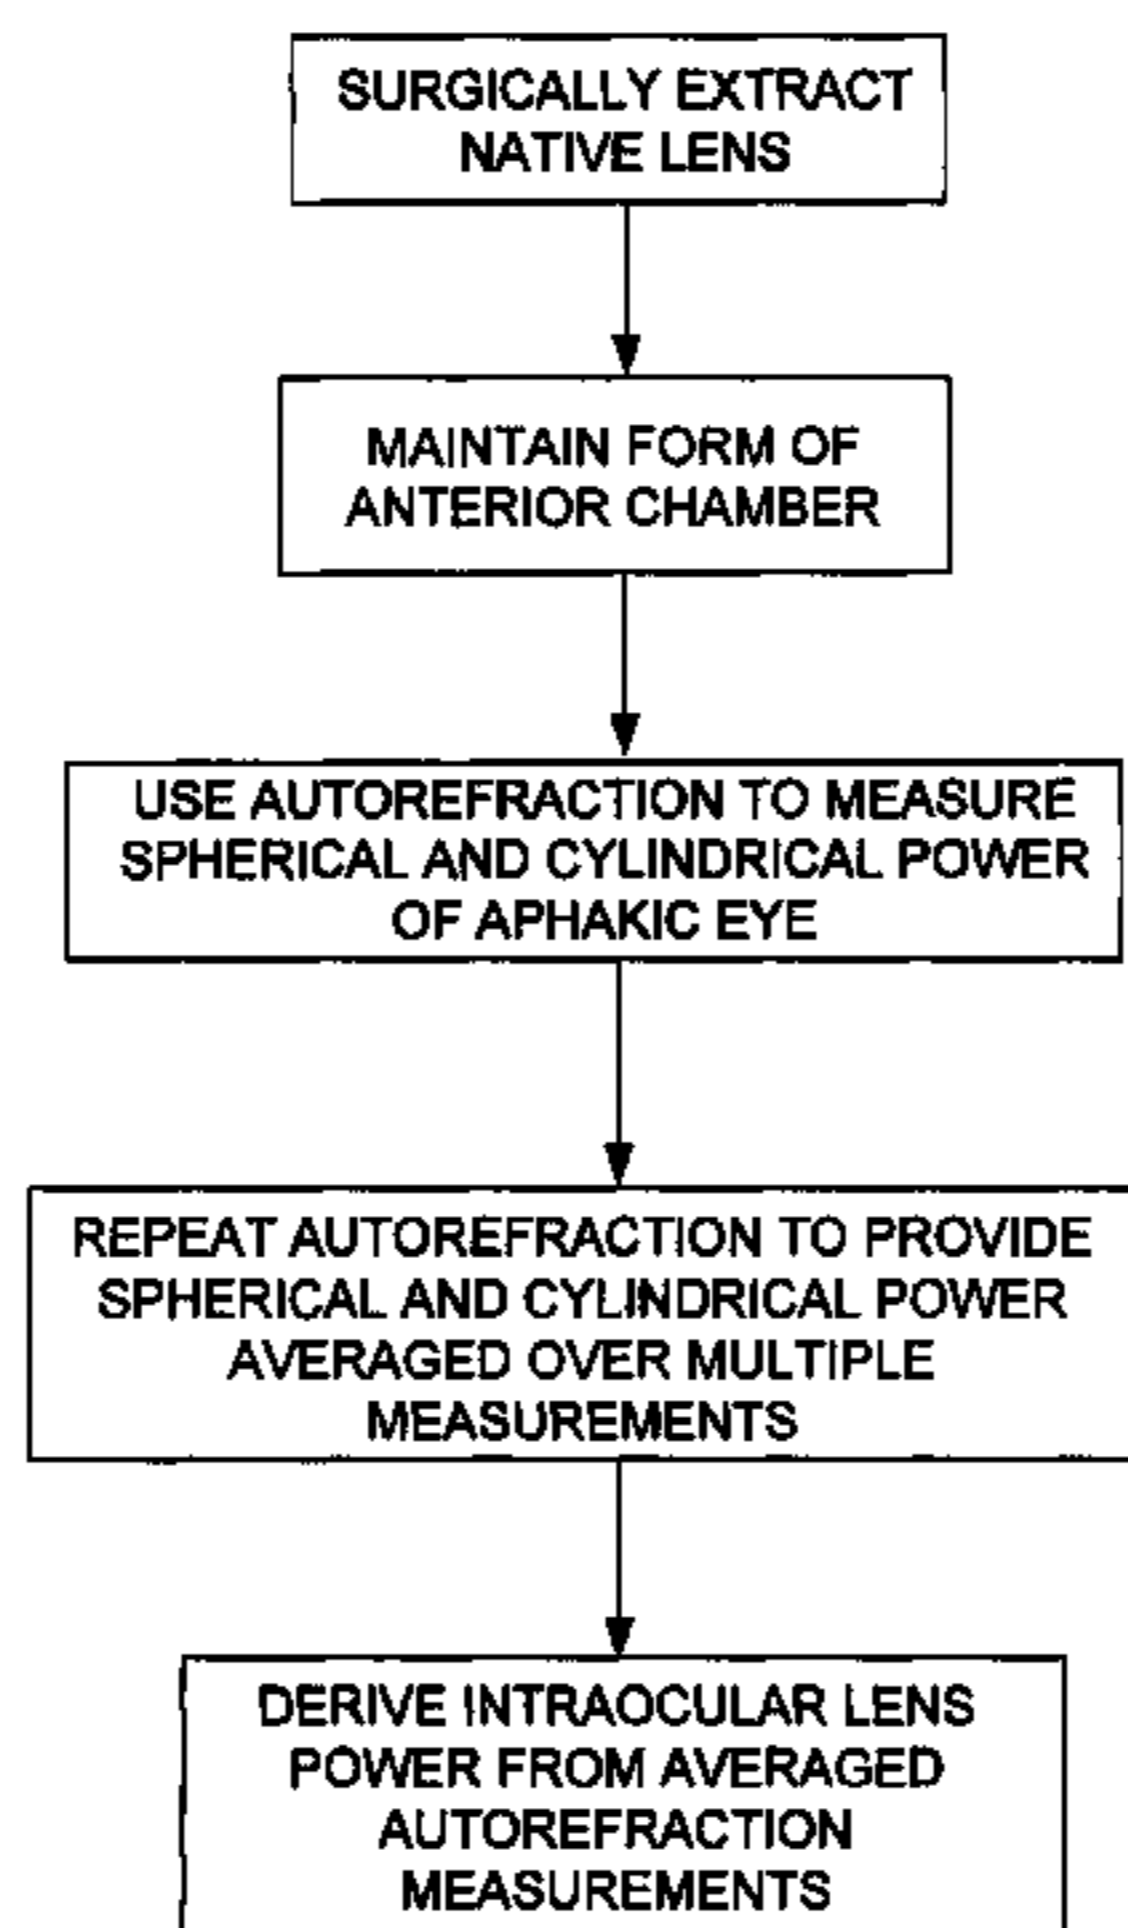 SURGICALLY EXTRACT
NATIVE LENS
MAINTAIN FORM OF
ANTERIOR CHAMBER
USE AUTOREFRACTION TO MEASURE
SPHERICAL AND CYLINDRICAL POWER
OF APHAKIC EYE
REPEAT AUTOREFRACTION TO PROVIDE
SPHERICAL AND CYLINDRICAL POWER
AVERAGED OVER MULTIPLE
MEASUREMENTS
DERIVE INTRAOCULAR LENS
POWER FROM AVERAGED
AUTOREFRACTION
MEASUREMENTS